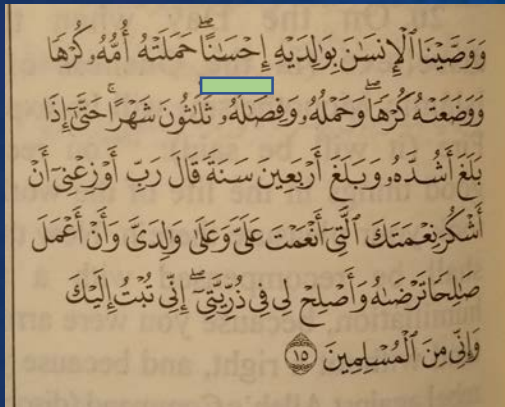 وَوَصَّيْنَا ٱلْإِنسَٰنَ بِوَٰلِدَيْهِ إِحْسَٰنًا ۖ حَمَلَتْهُ أُمُّهُۥ كُرْهًا
وَوَضَعَتْهُ كُرْهًا ۖ وَحَمْلُهُۥ وَفِصَٰلُهُۥ ثَلَٰثُونَ شَهْرًا ۚ حَتَّىٰٓ إِذَا
بَلَغَ أَشُدَّهُۥ وَبَلَغَ أَرْبَعِينَ سَنَةً قَالَ رَبِّ أَوْزِعْنِىٓ أَنْ
أَشْكُرَ نِعْمَتَكَ ٱلَّتِىٓ أَنْعَمْتَ عَلَىَّ وَعَلَىٰ وَٰلِدَىَّ وَأَنْ أَعْمَلَ
صَٰلِحًا تَرْضَىٰهُ وَأَصْلِحْ لِى فِى ذُرِّيَّتِىٓ ۖ إِنِّى تُبْتُ إِلَيْكَ
وَإِنِّى مِنَ ٱلْمُسْلِمِينَ ١٥